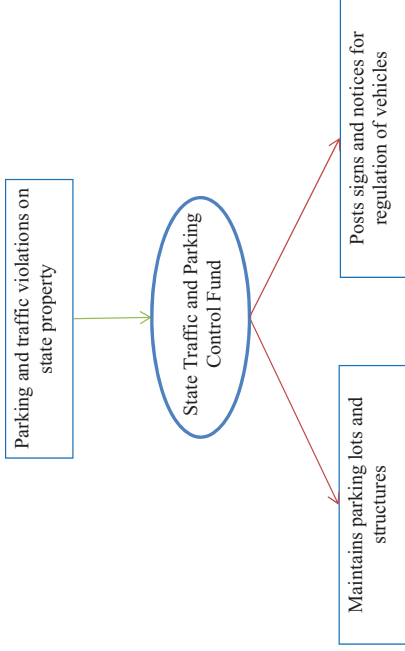 Parking and traffic violations on
state property
State Traffic and Parking
Control Fund
Maintains parking lots and
structures
Posts signs and notices for
regulation of vehicles